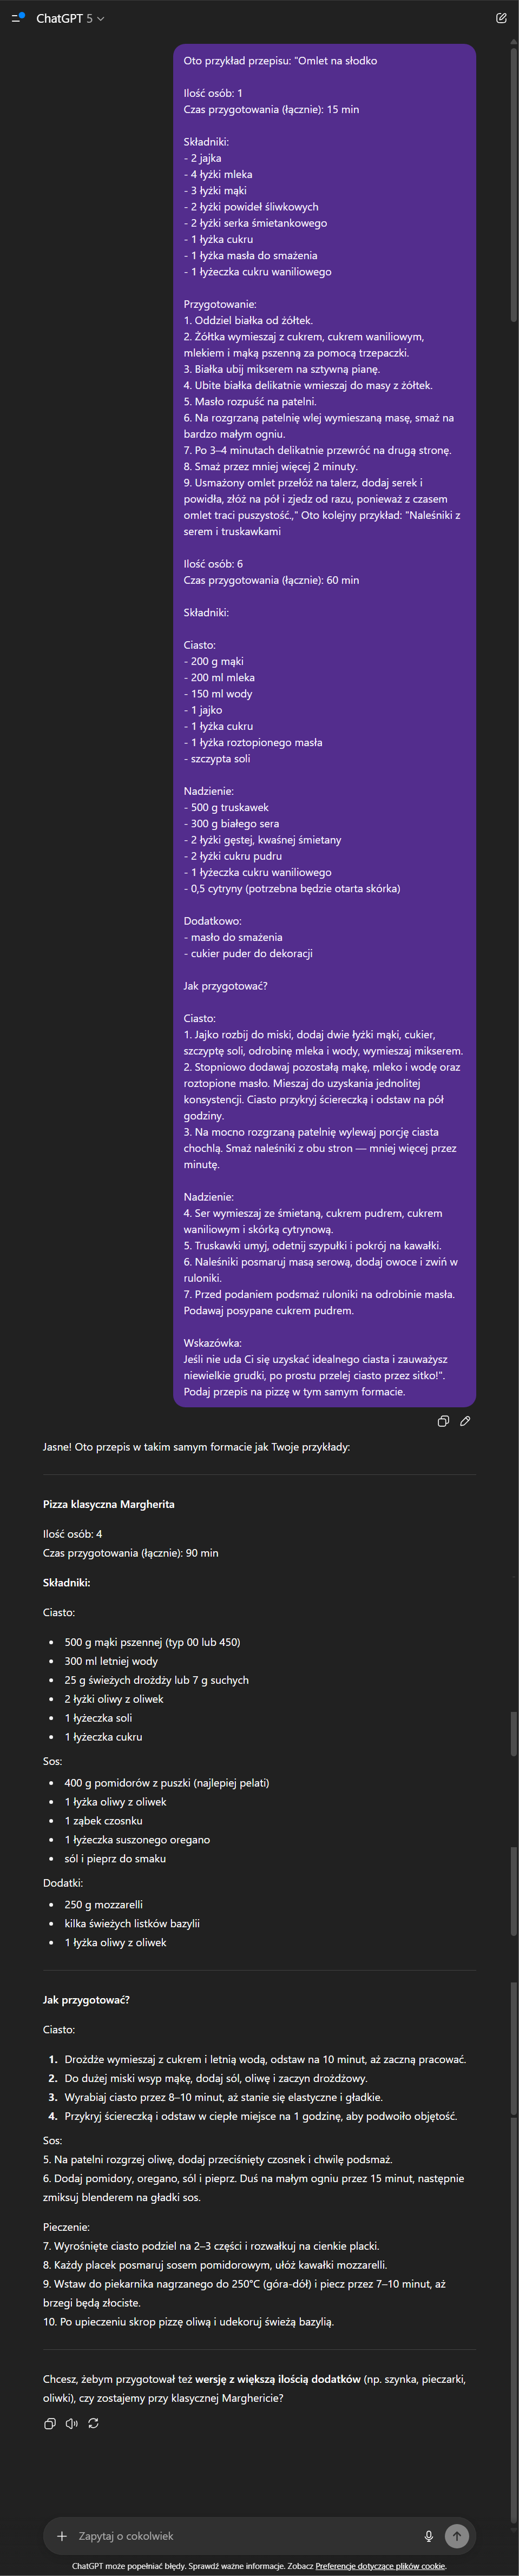 ChatGPT 5
Oto przykład przepisu: "Omlet na słodko
Ilość osób: 1
Czas przygotowania (łącznie): 15 min
Składniki:
- 2 jajka
- 4 łyżki mleka
- 3 łyżki mąki
- 2 łyżki powideł śliwkowych
- 2 łyżki serka śmietankowego
- 1 łyżka cukru
- 1 łyżka masła do smażenia
- 1 łyżeczka cukru waniliowego
Przygotowanie:
1. Oddziel białka od żółtek.
2. Żółtka wymieszaj z cukrem, cukrem waniliowym,
mlekiem i mąką pszenną za pomocą trzepaczki.
3. Białka ubij mikserem na sztywną pianę.
4. Ubite białka delikatnie wmieszaj do masy z żółtek.
5. Masło rozpuść na patelni.
6. Na rozgrzaną patelnię wlej wymieszaną masę, smaż na
bardzo małym ogniu.
7. Po 3–4 minutach delikatnie przewróć na drugą stronę.
8. Smaż przez mniej więcej 2 minuty.
9. Usmażony omlet przełóż na talerz, dodaj serek i
powidła, złóż na pół i zjedz od razu, ponieważ z czasem
omlet traci puszystość.," Oto kolejny przykład: "Naleśniki z
serem i truskawkami
Ilość osób: 6
Czas przygotowania (łącznie): 60 min
Składniki:
Ciasto:
- 200 g mąki
- 200 ml mleka
- 150 ml wody
- 1 jajko
- 1 łyżka cukru
- 1 łyżka roztopionego masła
- szczypta soli
Nadzienie:
- 500 g truskawek
- 300 g białego sera
- 2 łyżki gęstej, kwaśnej śmietany
- 2 łyżki cukru pudru
- 1 łyżeczka cukru waniliowego
- 0,5 cytryny (potrzebna będzie otarta skórka)
Dodatkowo:
- masło do smażenia
- cukier puder do dekoracji
Jak przygotować?
Ciasto:
1. Jajko rozbij do miski, dodaj dwie łyżki mąki, cukier,
szczyptę soli, odrobinę mleka i wody, wymieszaj mikserem.
2. Stopniowo dodawaj pozostałą mąkę, mleko i wodę oraz
roztopione masło. Mieszaj do uzyskania jednolitej
konsystencji. Ciasto przykryj ściereczką i odstaw na pół
godziny.
3. Na mocno rozgrzaną patelnię wylewaj porcję ciasta
chochlą. Smaż naleśniki z obu stron — mniej więcej przez
minutę.
Nadzienie:
4. Ser wymieszaj ze śmietaną, cukrem pudrem, cukrem
waniliowym i skórką cytrynową.
5. Truskawki umyj, odetnij szypułki i pokrój na kawałki.
6. Naleśniki posmaruj masą serową, dodaj owoce i zwiń w
ruloniki.
7. Przed podaniem podsmaż ruloniki na odrobinie masła.
Podawaj posypane cukrem pudrem.
Wskazówka:
Jeśli nie uda Ci się uzyskać idealnego ciasta i zauważysz
niewielkie grudki, po prostu przelej ciasto przez sitko!".
Podaj przepis na pizzę w tym samym formacie.
Jasne! Oto przepis w takim samym formacie jak Twoje przykłady:
Pizza klasyczna Margherita
Ilość osób: 4
Czas przygotowania (łącznie): 90 min
Składniki:
Ciasto:
• 500 g mąki pszennej (typ 00 lub 450)
• 300 ml letniej wody
• 25 g świeżych drożdży lub 7 g suchych
• 2 łyżki oliwy z oliwek
• 1 łyżeczka soli
• 1 łyżeczka cukru
Sos:
• 400 g pomidorów z puszki (najlepiej pelati)
• 1 łyżka oliwy z oliwek
• 1 ząbek czosnku
• 1 łyżeczka suszonego oregano
• sól i pieprz do smaku
Dodatki:
• 250 g mozzarelli
• kilka świeżych listków bazylii
• 1 łyżka oliwy z oliwek
Jak przygotować?
Ciasto:
1. Drożdże wymieszaj z cukrem i letnią wodą, odstaw na 10 minut, aż zaczną pracować.
2. Do dużej miski wsyp mąkę, dodaj sól, oliwę i zaczyn drożdżowy.
3. Wyrabiaj ciasto przez 8–10 minut, aż stanie się elastyczne i gładkie.
4. Przykryj ściereczką i odstaw w ciepłe miejsce na 1 godzinę, aby podwoiło objętość.
Sos:
5. Na patelni rozgrzej oliwę, dodaj przeciśnięty czosnek i chwilę podsmaż.
6. Dodaj pomidory, oregano, sól i pieprz. Duś na małym ogniu przez 15 minut, następnie
zmiksuj blenderem na gładki sos.
Pieczenie:
7. Wyrośnięte ciasto podziel na 2–3 części i rozwałkuj na cienkie placki.
8. Każdy placek posmaruj sosem pomidorowym, ułóż kawałki mozzarelli.
9. Wstaw do piekarnika nagrzanego do 250°C (góra-dół) i piecz przez 7–10 minut, aż
brzegi będą złociste.
10. Po upieczeniu skrop pizzę oliwą i udekoruj świeżą bazylią.
Chcesz, żebym przygotował też wersję z większą ilością dodatków (np. szynka, pieczarki,
oliwki), czy zostajemy przy klasycznej Marghericie?
Zapytaj o cokolwiek
ChatGPT może popełniać błędy. Sprawdź ważne informacje. Zobacz Preferencje dotyczące plików cookie.